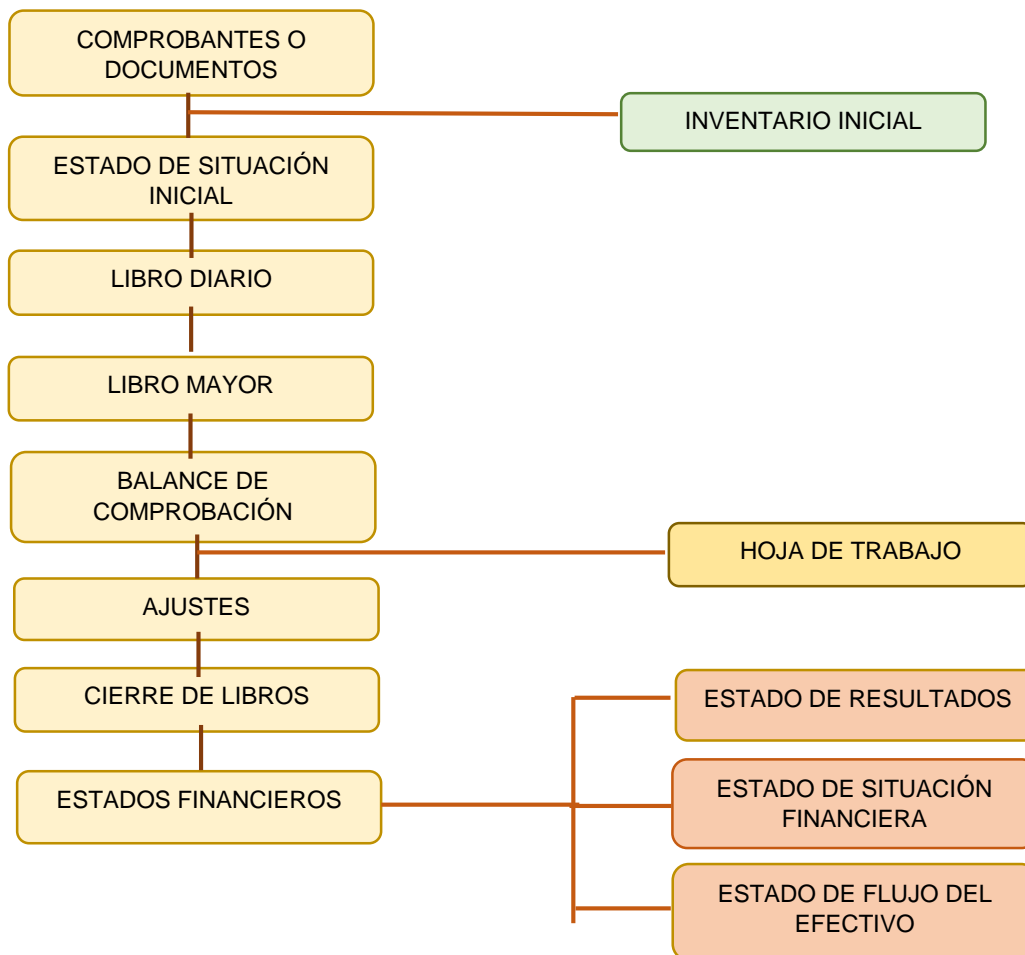 COMPROBANTES O
DOCUMENTOS
INVENTARIO INICIAL
ESTADO DE SITUACIÓN
INICIAL
LIBRO DIARIO
LIBRO MAYOR
BALANCE DE
COMPROBACIÓN
HOJA DE TRABAJO
AJUSTES
CIERRE DE LIBROS
ESTADOS FINANCIEROS
ESTADO DE RESULTADOS
ESTADO DE SITUACIÓN
FINANCIERA
ESTADO DE FLUJO DEL
EFECTIVO